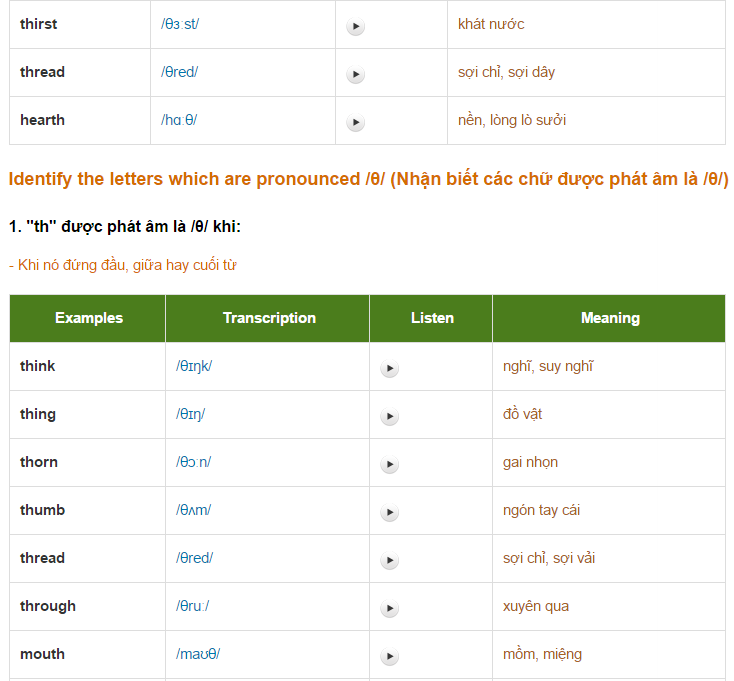 thirst /θɜːst/ khát nước
thread /θred/ sợi chỉ, sợi dây
hearth /hɑːθ/ nền, lòng lò sưởi
Identify the letters which are pronounced /θ/ (Nhận biết các chữ được phát âm là /θ/)
1. "th" được phát âm là /θ/ khi:
- Khi nó đứng đầu, giữa hay cuối từ
Examples Transcription Listen Meaning
think /θɪŋk/ nghĩ, suy nghĩ
thing /θɪŋ/ đồ vật
thorn /θɔːn/ gai nhọn
thumb /θʌm/ ngón tay cái
thread /θred/ sợi chỉ, sợi vải
through /θruː/ xuyên qua
mouth /maʊθ/ mồm, miệng